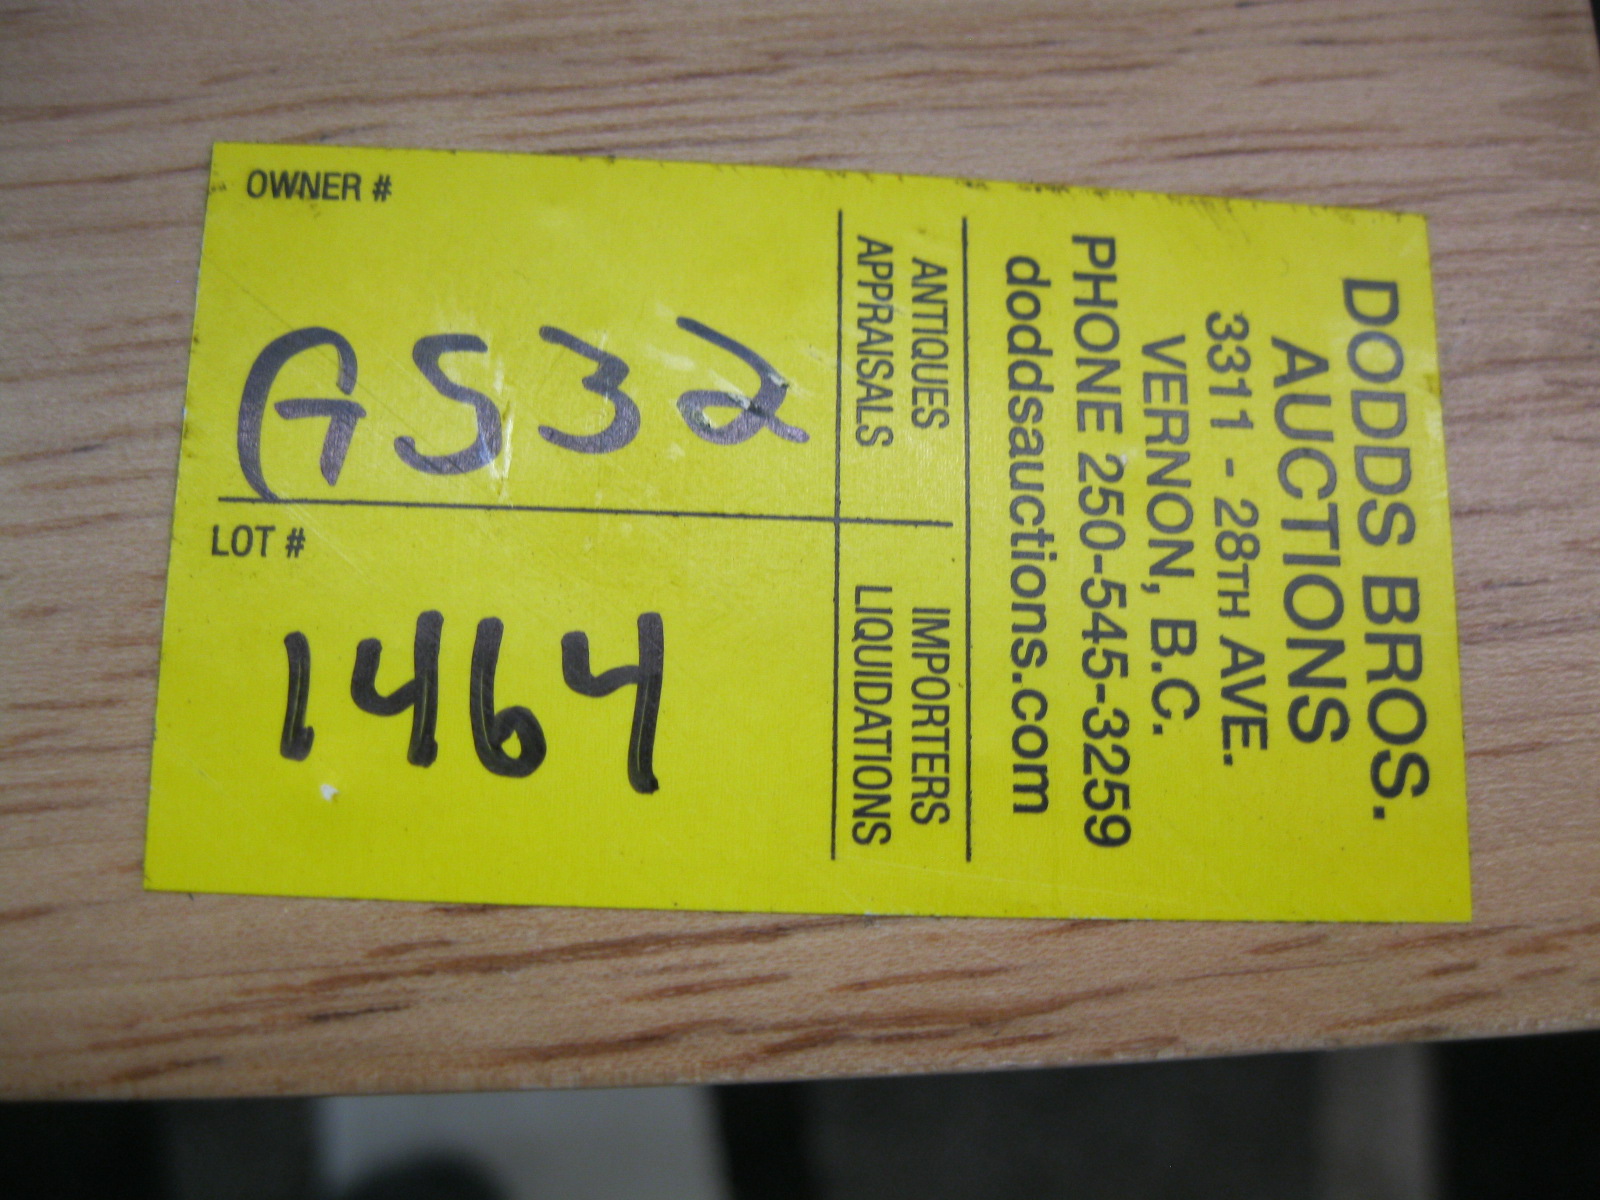 DODDS BROS.
AUCTIONS
3311 - 28TH AVE.
VERNON, B.C.
PHONE 250-545-3259
doddsauctions.com
ANTIQUES
APPRAISALS
IMPORTERS
LIQUIDATIONS
OWNER #
G532
LOT #
1464